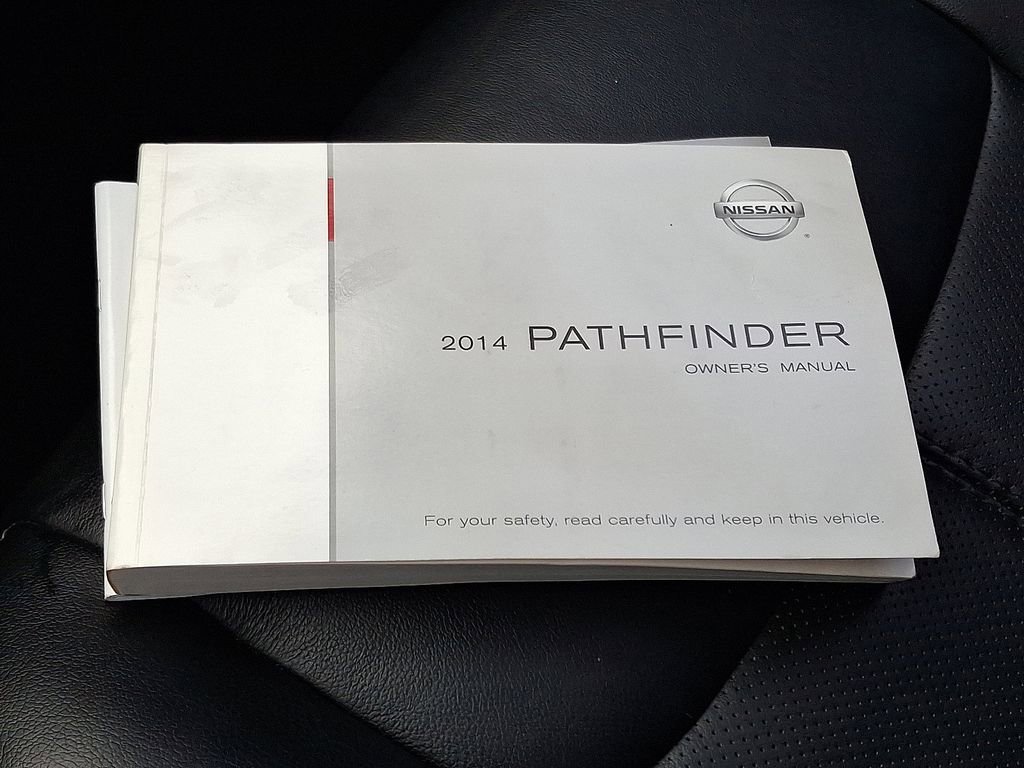 NISSAN
®
2014 PATHFINDER
OWNER'S MANUAL
For your safety, read carefully and keep in this vehicle.